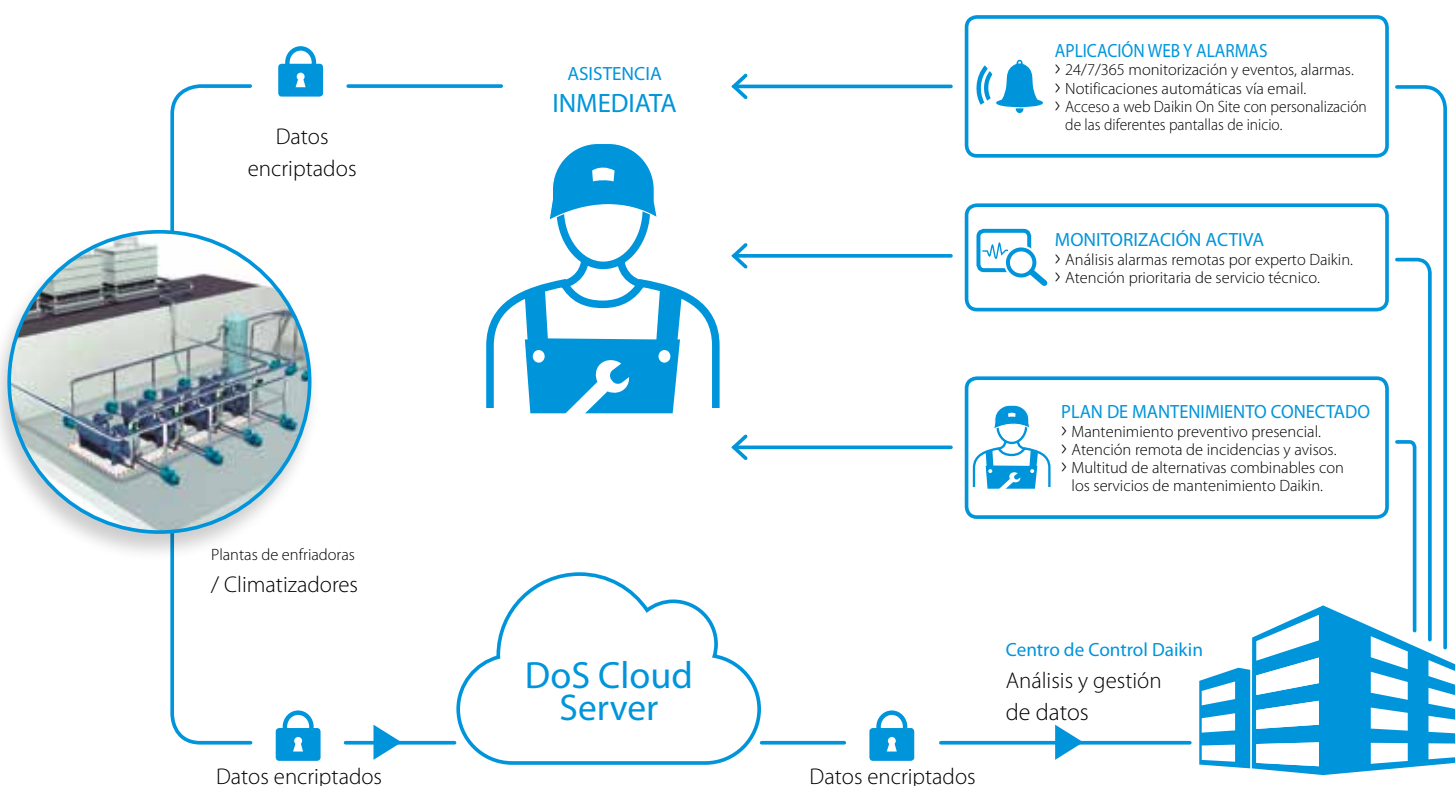 ASISTENCIA
INMEDIATA
Datos
encriptados
APLICACIÓN WEB Y ALARMAS
› 24/7/365 monitorización y eventos, alarmas.
› Notificaciones automáticas vía email.
› Acceso a web Daikin On Site con personalización
de las diferentes pantallas de inicio.
MONITORIZACIÓN ACTIVA
› Análisis alarmas remotas por experto Daikin.
› Atención prioritaria de servicio técnico.
PLAN DE MANTENIMIENTO CONECTADO
› Mantenimiento preventivo presencial.
› Atención remota de incidencias y avisos.
› Multitud de alternativas combinables con
los servicios de mantenimiento Daikin.
Plantas de enfriadoras
/ Climatizadores
DoS Cloud
Server
Centro de Control Daikin
Análisis y gestión
de datos
Datos encriptados
Datos encriptados